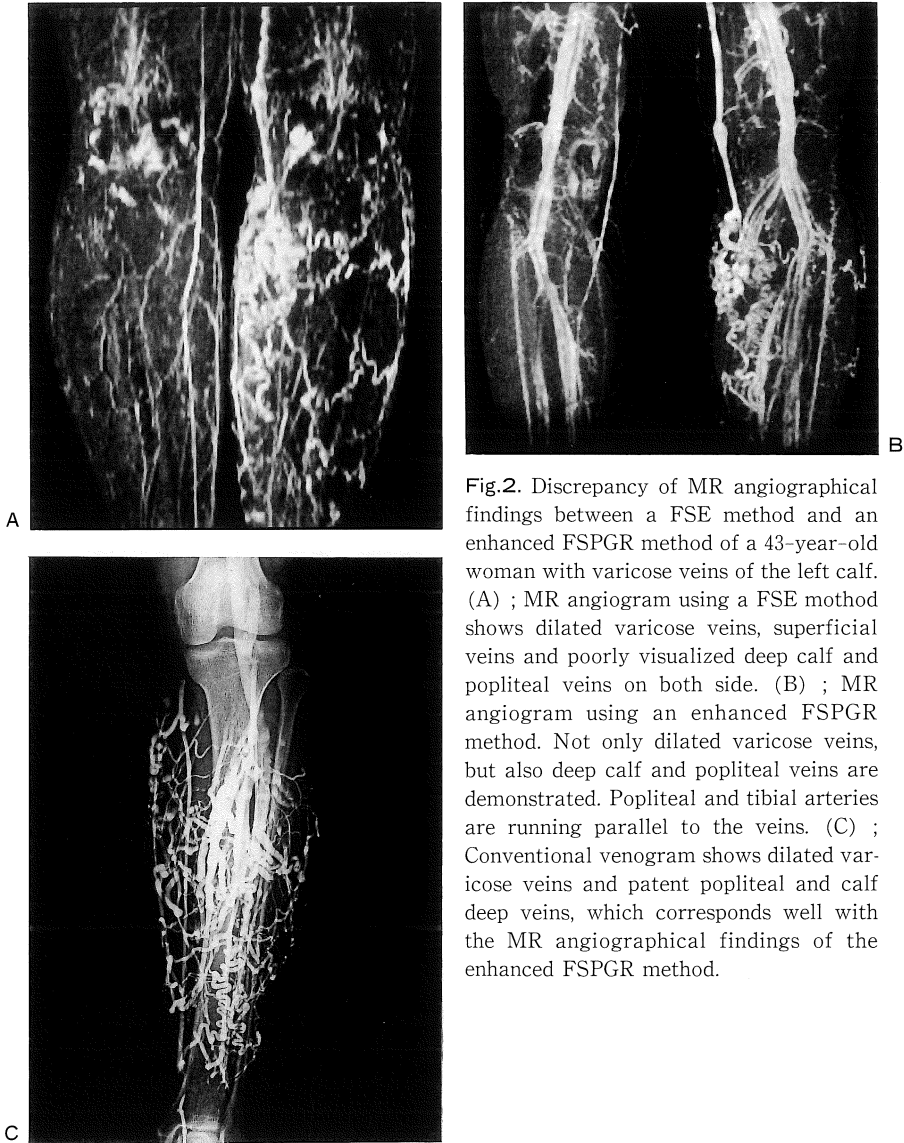 A
B
C
Fig.2. Discrepancy of MR angiographical
findings between a FSE method and an
enhanced FSPGR method of a 43-year-old
woman with varicose veins of the left calf.
(A) ; MR angiogram using a FSE mothod
shows dilated varicose veins, superficial
veins and poorly visualized deep calf and
popliteal veins on both side. (B) ; MR
angiogram using an enhanced FSPGR
method. Not only dilated varicose veins,
but also deep calf and popliteal veins are
demonstrated. Popliteal and tibial arteries
are running parallel to the veins. (C) ;
Conventional venogram shows dilated var-
icose veins and patent popliteal and calf
deep veins, which corresponds well with
the MR angiographical findings of the
enhanced FSPGR method.